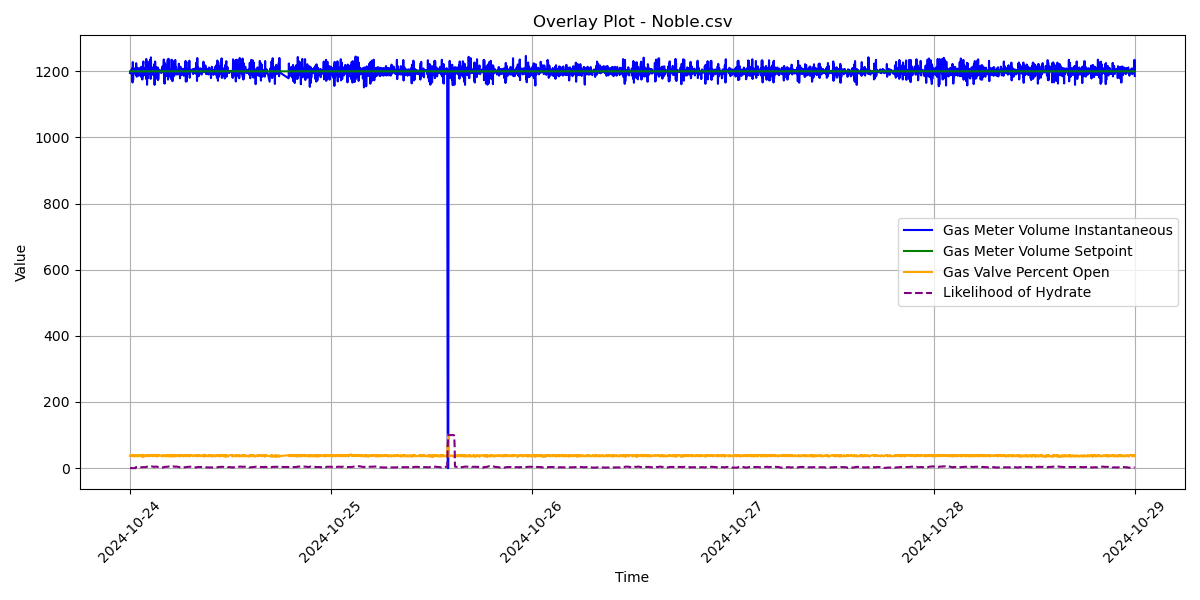 Overlay Plot - Noble.csv
Value
1200
1000
800
600
400
200
0
Gas Meter Volume Instantaneous
Gas Meter Volume Setpoint
Gas Valve Percent Open
Likelihood of Hydrate
2024-10-24
2024-10-25
2024-10-26
2024-10-27
2024-10-28
2024-10-29
Time